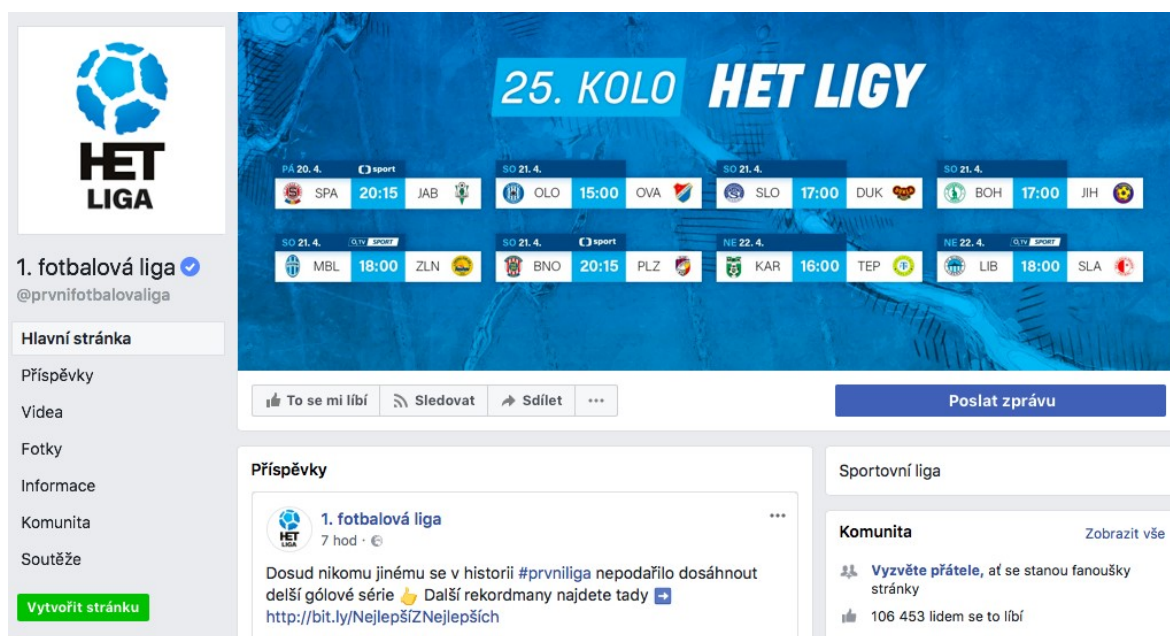 HET
LIGA
1. fotbalová liga
@prvnifotbalovaliga
Hlavní stránka
Příspěvky
Videa
Fotky
Informace
Komunita
Soutěže
Vytvořit stránku
25. KOLO HET LIGY
PÁ 20. 4. sport
SPA 20:15 JAB
SO 21. 4.
OLO 15:00 OVA
SO 21. 4.
SLO 17:00 DUK
SO 21. 4.
BOH 17:00 JIH
SO 21. 4. O2 TV SPORT
MBL 18:00 ZLN
SO 21. 4. sport
BNO 20:15 PLZ
NE 22. 4.
KAR 16:00 TEP
NE 22. 4. O2 TV SPORT
LIB 18:00 SLA
To se mi líbí Sledovat Sdílet ...
Poslat zprávu
Příspěvky
HET
LIGA
1. fotbalová liga
7 hod ·
Dosud nikomu jinému se v historii #prvniliga nepodařilo dosáhnout
delší gólové série 👍 Další rekordmany najdete tady ➡
http://bit.ly/NejlepšíZNejlepších
Sportovní liga
Komunita Zobrazit vše
Vyzvěte přátele, ať se stanou fanoušky
stránky
106 453 lidem se to líbí